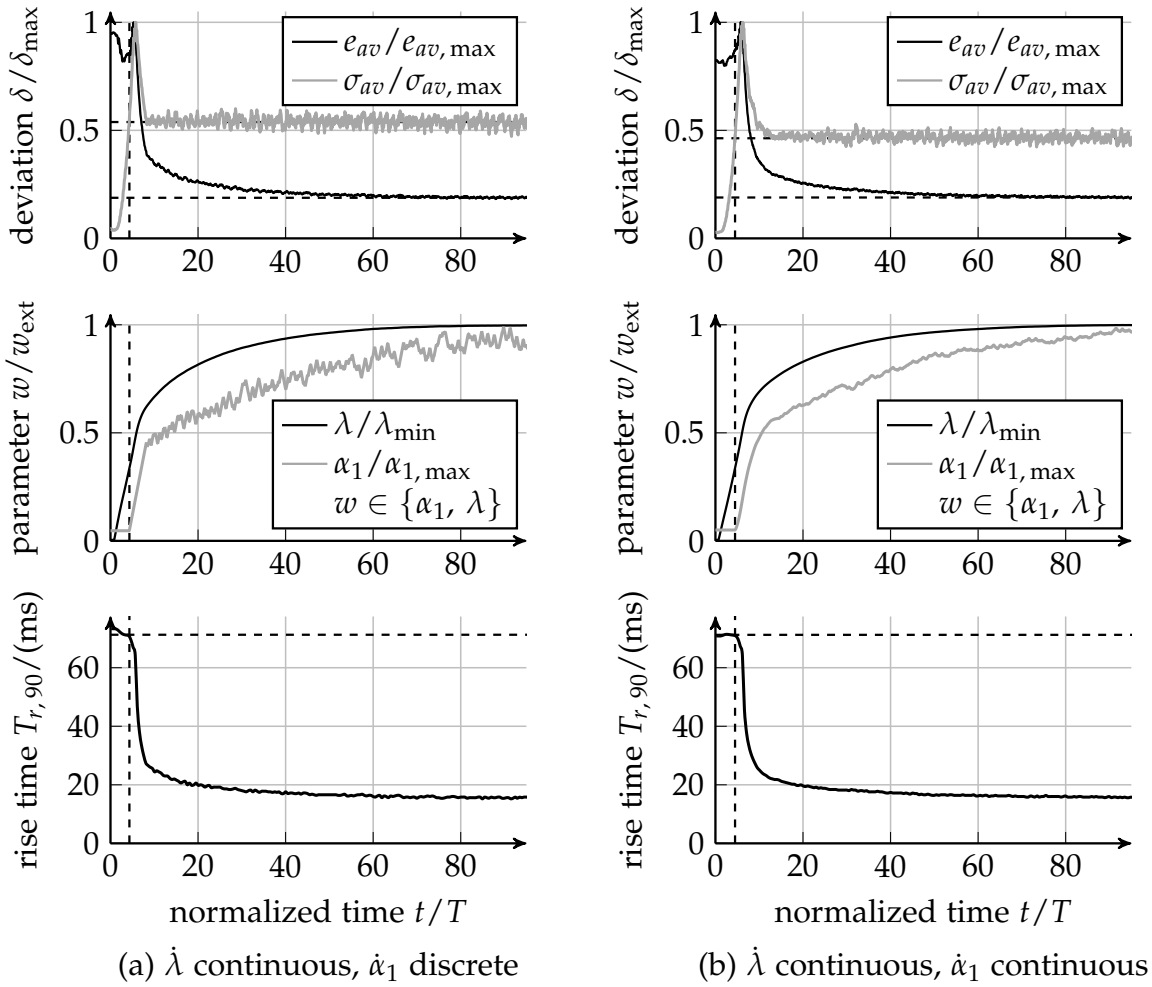 deviation δ/δmax
1
0.5
0
0 20 40 60 80
eav/eav, max
σav/σav, max
deviation δ/δmax
1
0.5
0
0 20 40 60 80
eav/eav, max
σav/σav, max
parameter w/wext
1
0.5
0
0 20 40 60 80
λ/λmin
α1/α1, max
w ∈ {α1, λ}
parameter w/wext
1
0.5
0
0 20 40 60 80
λ/λmin
α1/α1, max
w ∈ {α1, λ}
rise time Tr, 90/(ms)
60
40
20
0
0 20 40 60 80
normalized time t/T
(a) λ̇ continuous, α̇1 discrete
rise time Tr, 90/(ms)
60
40
20
0
0 20 40 60 80
normalized time t/T
(b) λ̇ continuous, α̇1 continuous